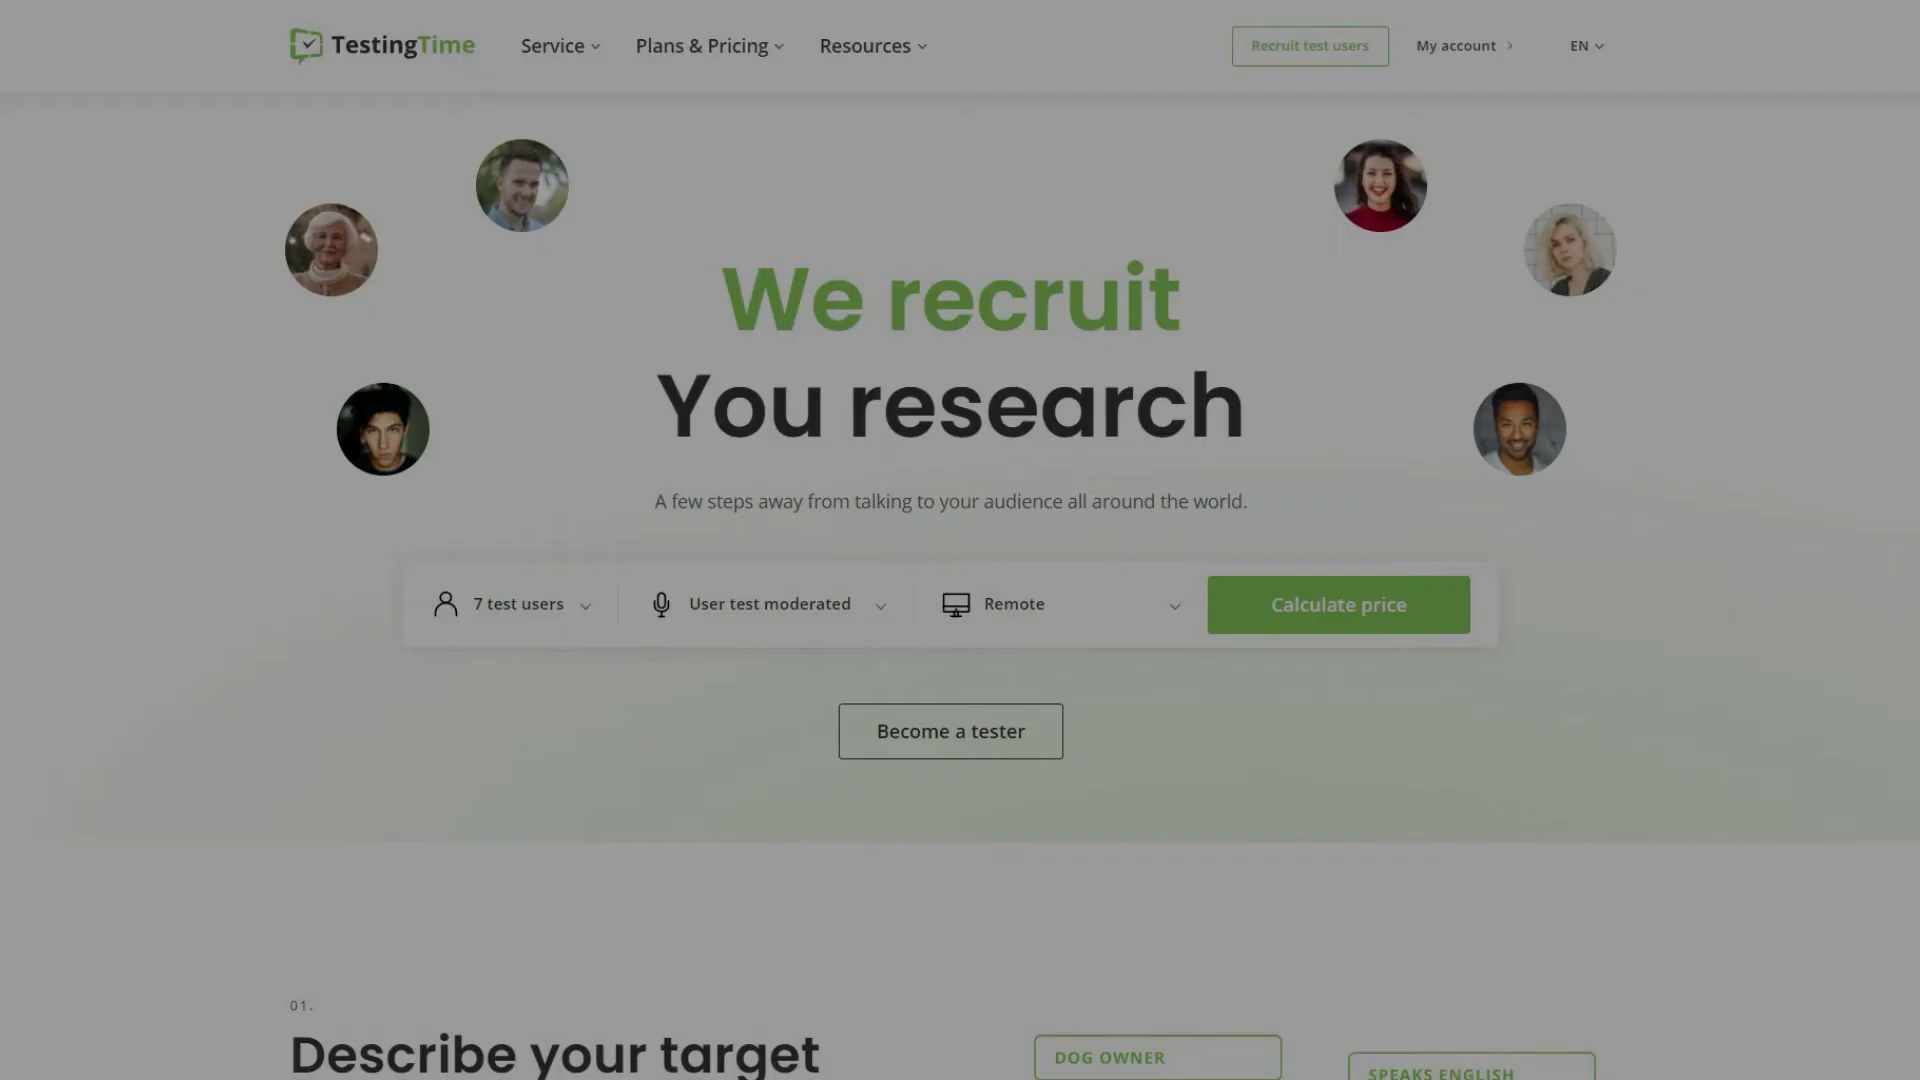 TestingTime
Service
Plans & Pricing
Resources
Recruit test users
My account
EN
We recruit
You research
A few steps away from talking to your audience all around the world.
7 test users
User test moderated
Remote
Calculate price
Become a tester
01.
Describe your target
DOG OWNER
SPEAKS ENGLISH